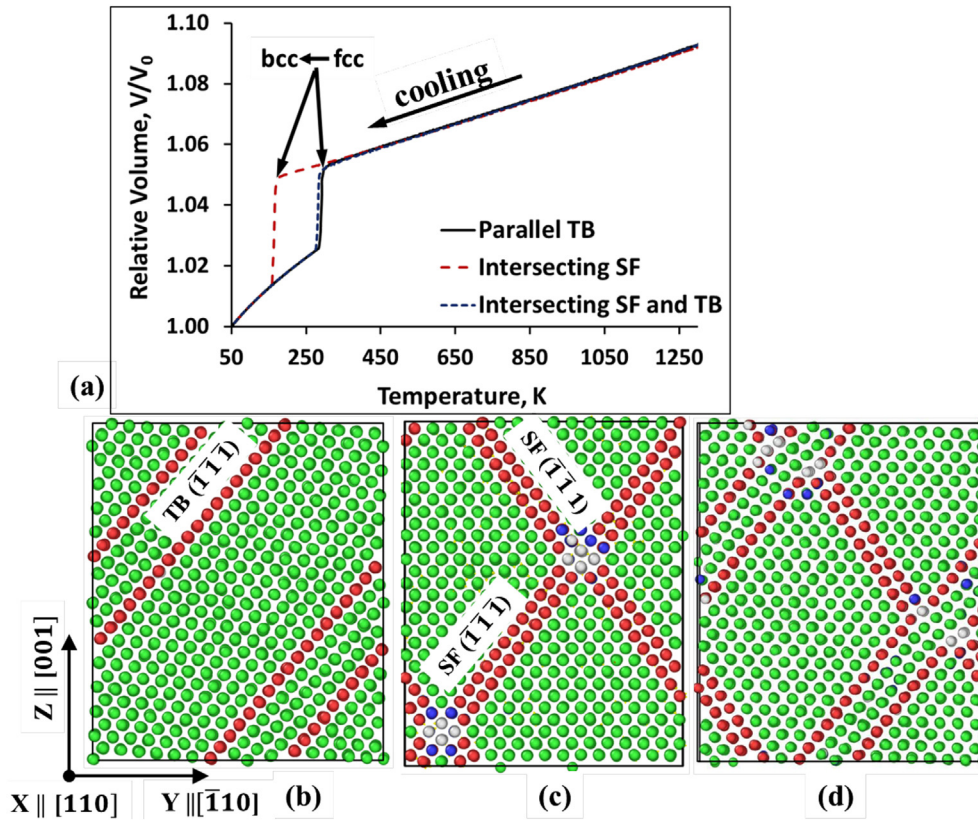 1.10
1.08
1.06
1.04
1.02
1.00
Relative Volume, V/V₀
bcc←fcc
cooling
Parallel TB
Intersecting SF
Intersecting SF and TB
50 250 450 650 850 1050 1250
Temperature, K
(a)
TB (1̄1̄1̄)
SF (1̄1̄1)
SF (1̄1̄1̄)
Z || [001]
X || [110]
Y ||[1̄10]
(b)
(c)
(d)